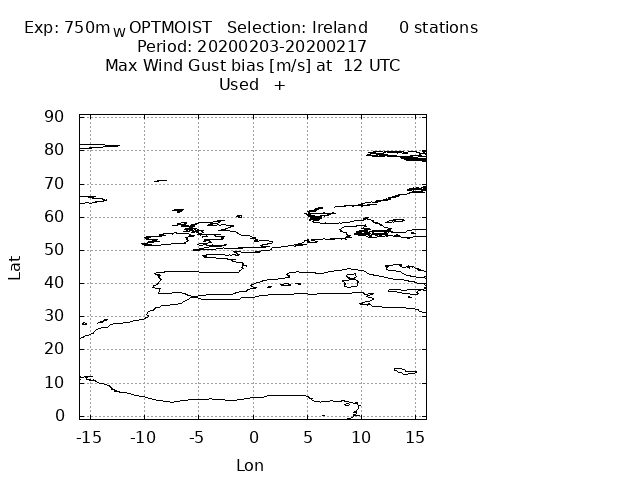 Exp: 750m_W OPTMOIST Selection: Ireland 0 stations
Period: 20200203-20200217
Max Wind Gust bias [m/s] at 12 UTC
Used +
90
80
70
60
50
40
30
20
10
0
Lat
-15 -10 -5 0 5 10 15
Lon